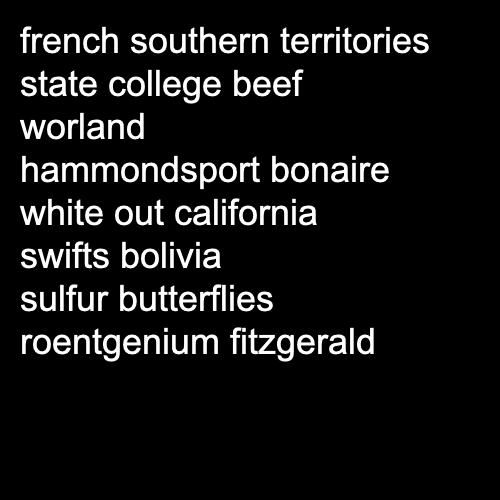 french southern territories
state college beef
worland
hammondsport bonaire
white out california
swifts bolivia
sulfur butterflies
roentgenium fitzgerald